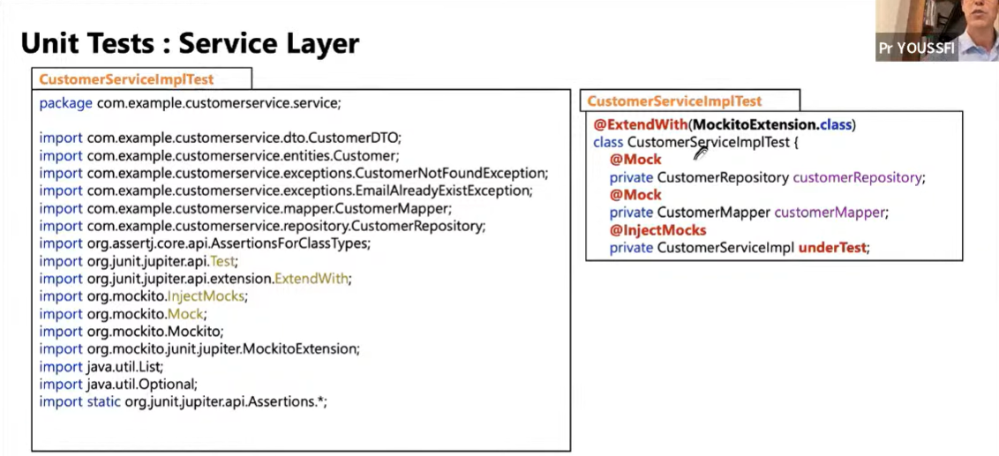 Unit Tests : Service Layer
Pr YOUSSFI
CustomerServiceImplTest
package com.example.customerservice.service;
import com.example.customerservice.dto.CustomerDTO;
import com.example.customerservice.entities.Customer;
import com.example.customerservice.exceptions.CustomerNotFoundException;
import com.example.customerservice.exceptions.EmailAlreadyExistException;
import com.example.customerservice.mapper.CustomerMapper;
import com.example.customerservice.repository.CustomerRepository;
import org.assertj.core.api.AssertionsForClassTypes;
import org.junit.jupiter.api.Test;
import org.junit.jupiter.api.extension.ExtendWith;
import org.mockito.InjectMocks;
import org.mockito.Mock;
import org.mockito.Mockito;
import org.mockito.junit.jupiter.MockitoExtension;
import java.util.List;
import java.util.Optional;
import static org.junit.jupiter.api.Assertions.*;
CustomerServiceImplTest
@ExtendWith(MockitoExtension.class)
class CustomerServiceImplTest {
@Mock
private CustomerRepository customerRepository;
@Mock
private CustomerMapper customerMapper;
@InjectMocks
private CustomerServiceImpl underTest;